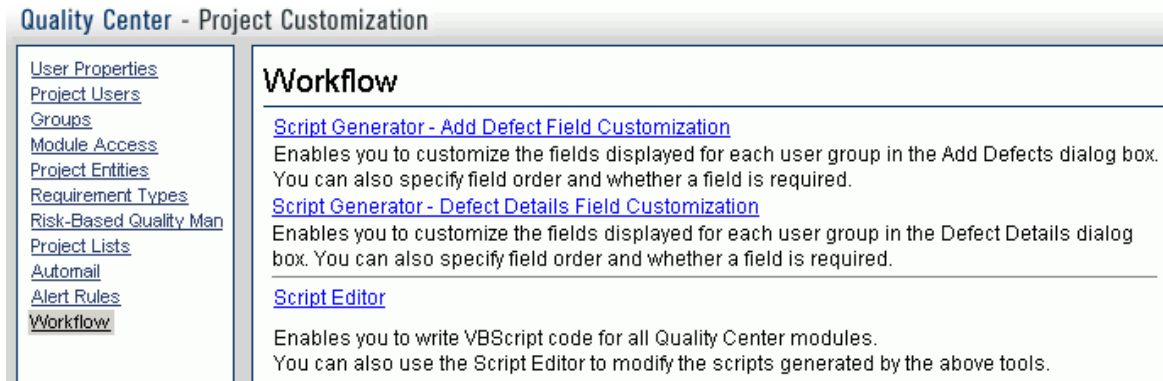 Quality Center - Project Customization
User Properties
Project Users
Groups
Module Access
Project Entities
Requirement Types
Risk-Based Quality Man
Project Lists
Automail
Alert Rules
Workflow
Workflow
Script Generator - Add Defect Field Customization
Enables you to customize the fields displayed for each user group in the Add Defects dialog box.
You can also specify field order and whether a field is required.
Script Generator - Defect Details Field Customization
Enables you to customize the fields displayed for each user group in the Defect Details dialog
box. You can also specify field order and whether a field is required.
Script Editor
Enables you to write VBScript code for all Quality Center modules.
You can also use the Script Editor to modify the scripts generated by the above tools.